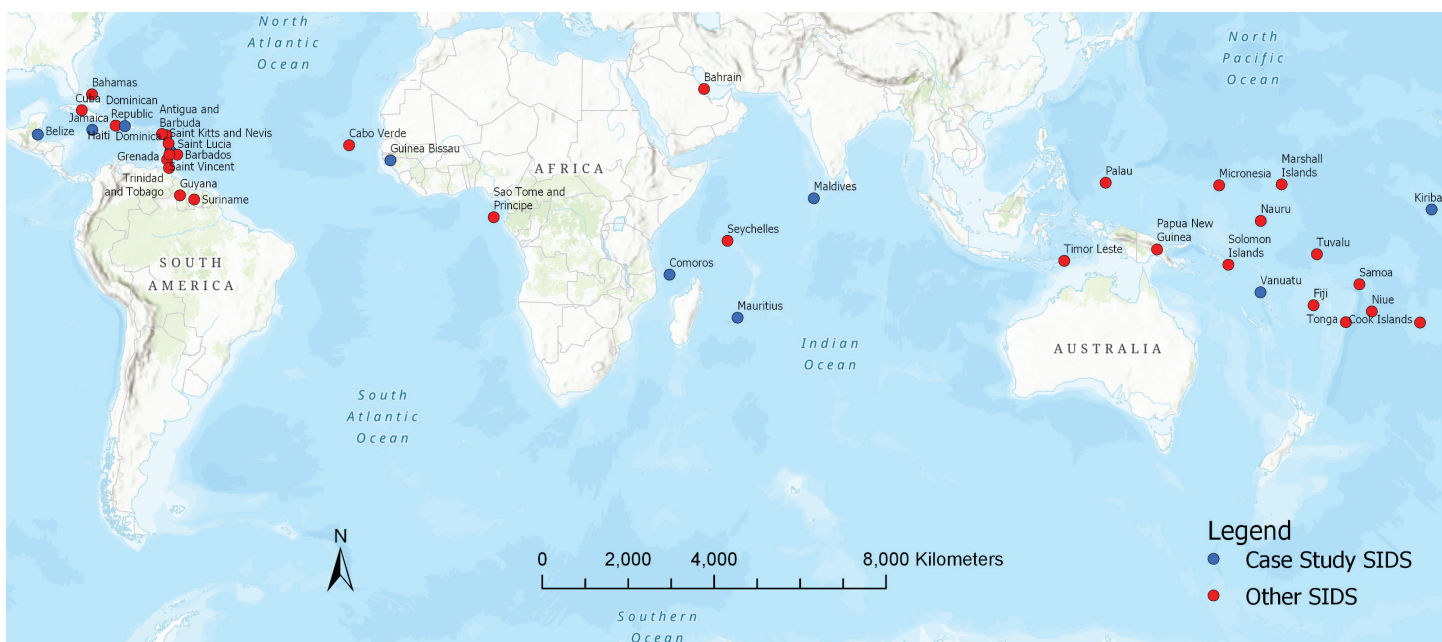 North
Atlantic
Ocean
North
Pacific
Ocean
Bahamas
Cuba
Dominican
Republic
Antigua and
Barbuda
Jamaica
Belize
Haiti
Dominica
Saint Kitts and Nevis
Saint Lucia
Grenada
Barbados
Saint Vincent
Trinidad
and Tobago
Guyana
Suriname
Cabo Verde
Guinea Bissau
AFRICA
Sao Tome and
Principe
Bahrain
Maldives
Seychelles
Comoros
Mauritius
Palau
Micronesia
Marshall
Islands
Kiriba
Nauru
Papua New
Guinea
Solomon
Islands
Timor Leste
Tuvalu
Vanuatu
Samoa
Fiji
Niue
Tonga
Cook Islands
SOUTH
AMERICA
Indian
Ocean
AUSTRALIA
South
Atlantic
Ocean
N
0 2,000 4,000 8,000 Kilometers
Southern
Ocean
Legend
Case Study SIDS
Other SIDS